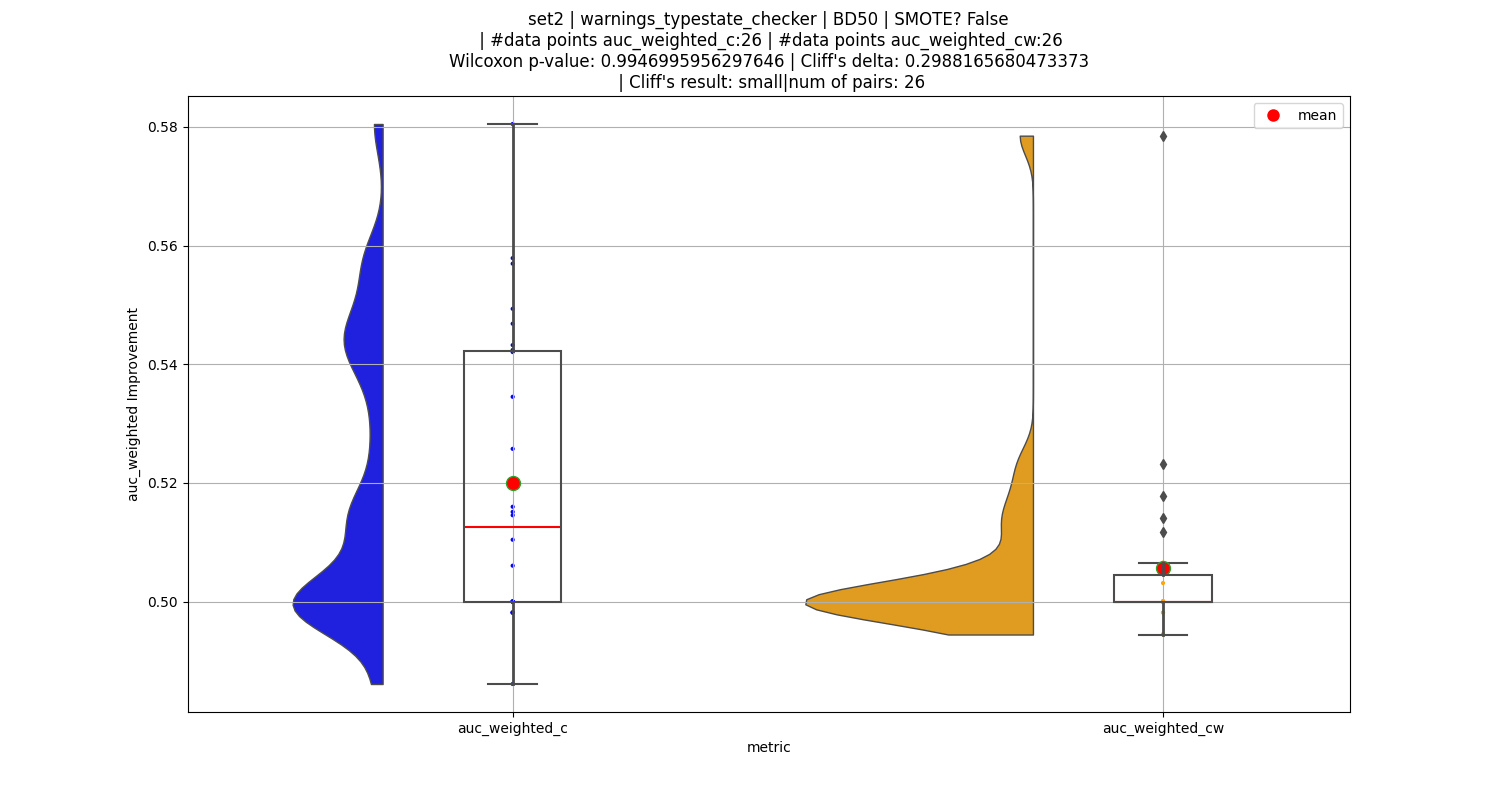 set2 | warnings_typestate_checker | BD50 | SMOTE? False
| #data points auc_weighted_c:26 | #data points auc_weighted_cw:26
Wilcoxon p-value: 0.9946995956297646 | Cliff's delta: 0.2988165680473373
| Cliff's result: small|num of pairs: 26
mean
auc_weighted Improvement
0.58
0.56
0.54
0.52
0.50
auc_weighted_c
auc_weighted_cw
metric